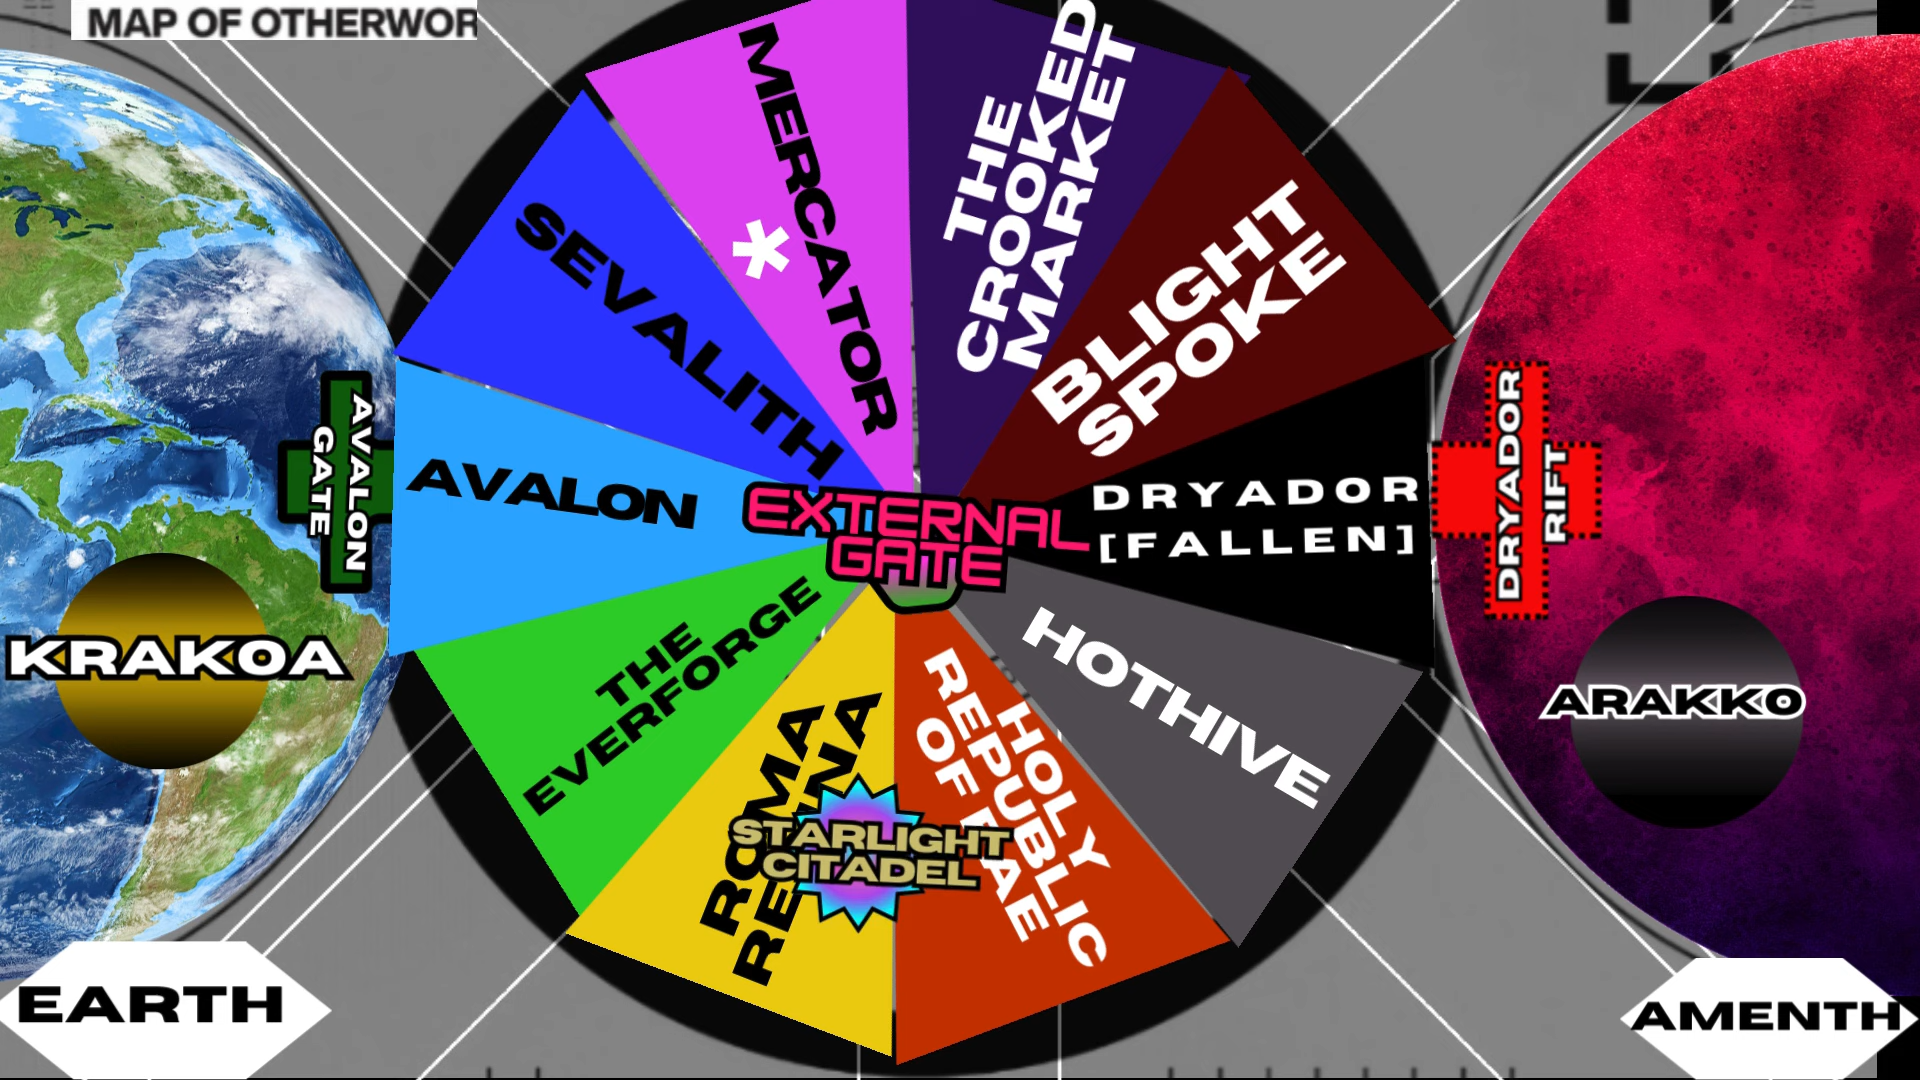 MAP OF OTHERWOR
MERCATOR
*
THE
CROOKED
MARKET
SEVALITH
BLIGHT
SPOKE
AVALON
GATE
AVALON
EXTERNAL
GATE
DRYADOR
[FALLEN]
DRYADOR
RIFT
KRAKOA
THE
EVERFORGE
HOTHIVE
ARAKKO
ROMA
STARLIGHT
CITADEL
HOLY
REPUBLIC
OF
EARTH
AMENTH